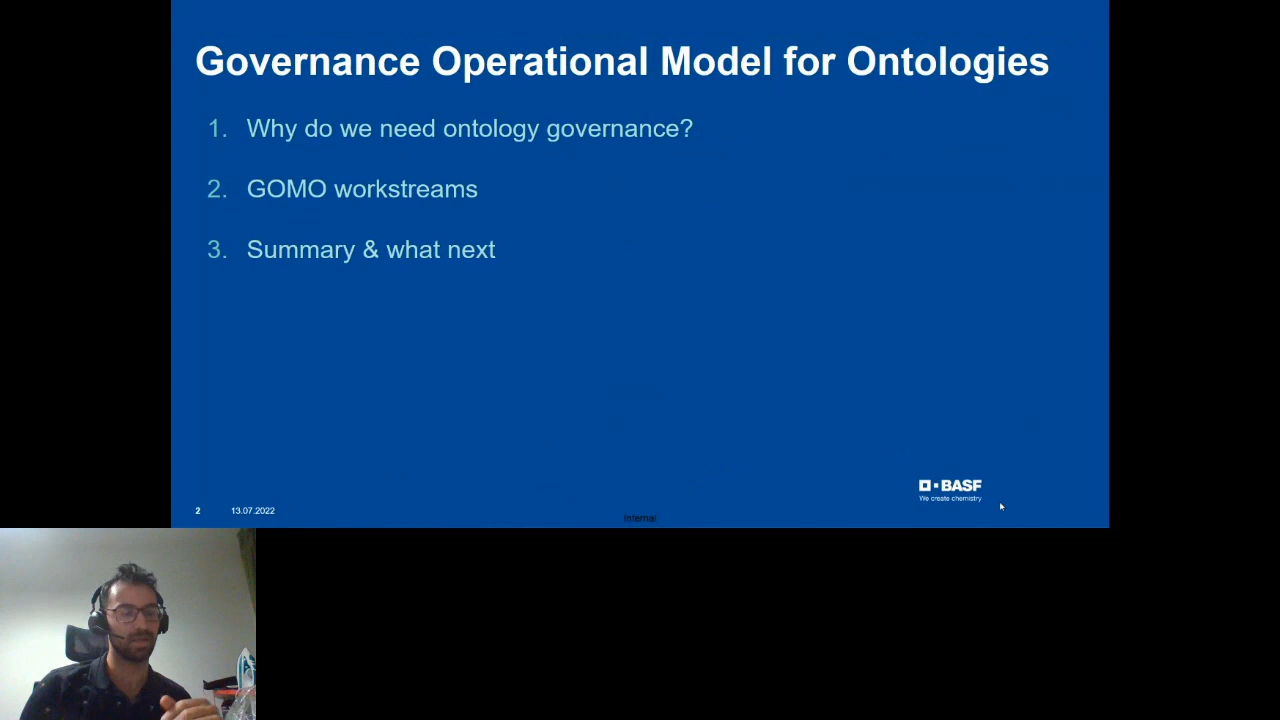 Governance Operational Model for Ontologies
1. Why do we need ontology governance?
2. GOMO workstreams
3. Summary & what next
BASF
We create chemistry
2 13.07.2022
Internal